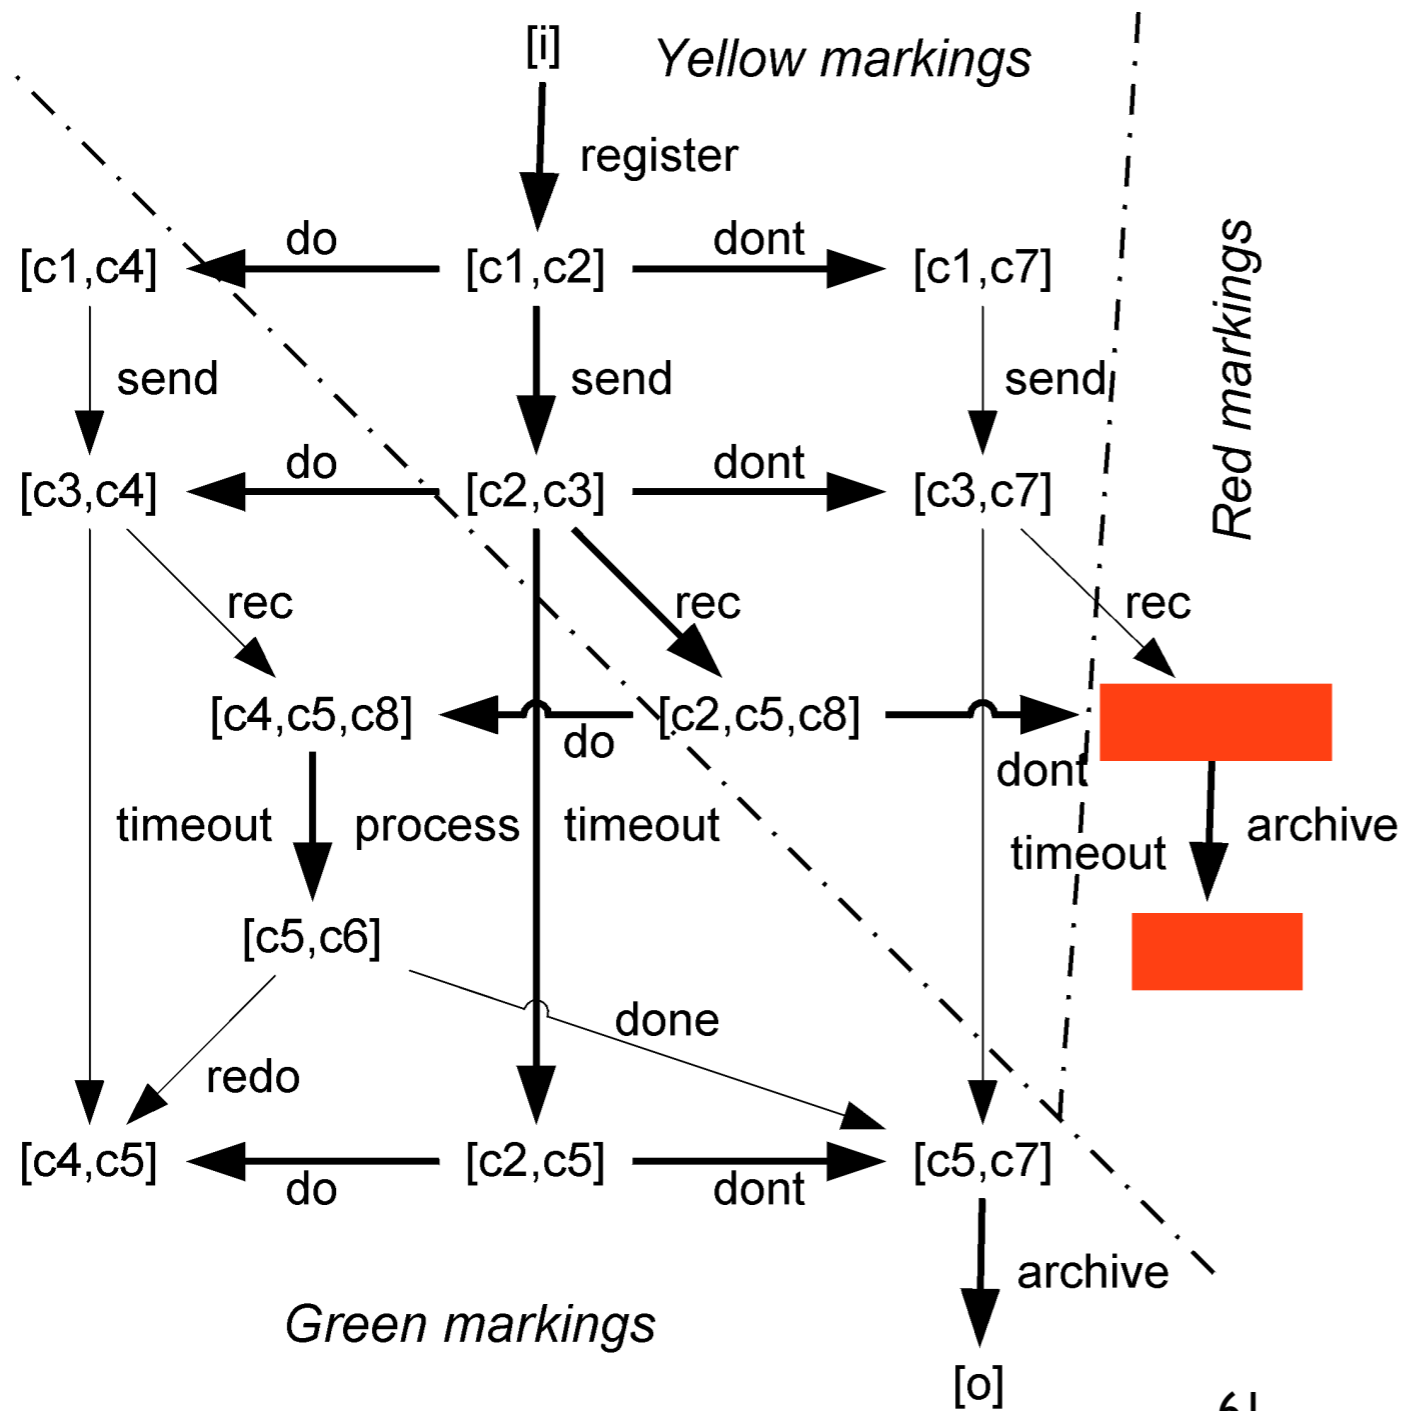 [i]
Yellow markings
register
do
dont
[c1,c4]
[c1,c2]
[c1,c7]
Red markings
send
send
send
do
dont
[c3,c4]
[c2,c3]
[c3,c7]
rec
rec
rec
[c4,c5,c8]
[c2,c5,c8]
do
dont
timeout
process
timeout
timeout
archive
[c5,c6]
done
redo
[c4,c5]
[c2,c5]
[c5,c7]
do
dont
archive
Green markings
[o]